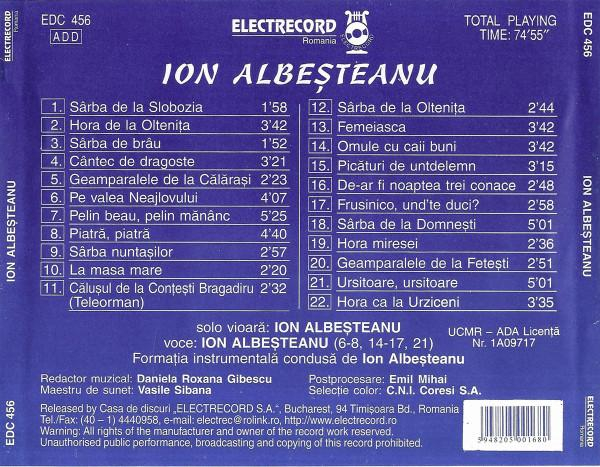 EDC 456
ADD
ELECTRECORD
Romania
ELECTRECORD
TOTAL PLAYING
TIME: 74'55"
ION ALBEȘTEANU
1. Sârba de la Slobozia 1'58
2. Hora de la Oltenița 3'42
3. Sârba de brâu 1'52
4. Cântec de dragoste 3'21
5. Geamparalele de la Călărași 2'23
6. Pe valea Neajlovului 4'07
7. Pelin beau, pelin mănânc 5'25
8. Piatră, piatră 4'40
9. Sârba nuntașilor 2'57
10. La masa mare 2'20
11. Călușul de la Conțești Bragadiru 2'32
(Teleorman)
12. Sârba de la Oltenița 2'44
13. Femeiasca 3'42
14. Omule cu caii buni 3'42
15. Picături de untdelemn 3'15
16. De-ar fi noaptea trei conace 2'48
17. Frusinico, und'te duci? 2'58
18. Sârba de la Domnești 5'01
19. Hora miresei 2'36
20. Geamparalele de la Fetești 2'51
21. Ursitoare, ursitoare 5'01
22. Hora ca la Urziceni 3'35
solo vioară: ION ALBEȘTEANU
voce: ION ALBEȘTEANU (6-8, 14-17, 21)
Formația instrumentală condusă de Ion Albeșteanu
UCMR – ADA Licență
Nr. 1A09717
Redactor muzical: Daniela Roxana Gibescu
Maestru de sunet: Vasile Sibana
Postprocesare: Emil Mihai
Selecție color: C.N.I. Coresi S.A.
Released by Casa de discuri „ELECTRECORD S.A.", Bucharest, 94 Timișoara Bd., Romania
Tel./Fax: (40 – 1) 4440958, e-mail: electrec@rolink.ro, http://www.electrecord.ro
Warning: All rights of the manufacturer and owner of the record work reserved.
Unauthorised public performance, broadcasting and copying of this record prohibited.
5948205001680
ELECTRECORD
Romania
ION ALBEȘTEANU
EDC 456
EDC 456
ION ALBEȘTEANU
ELECTRECORD
Romania